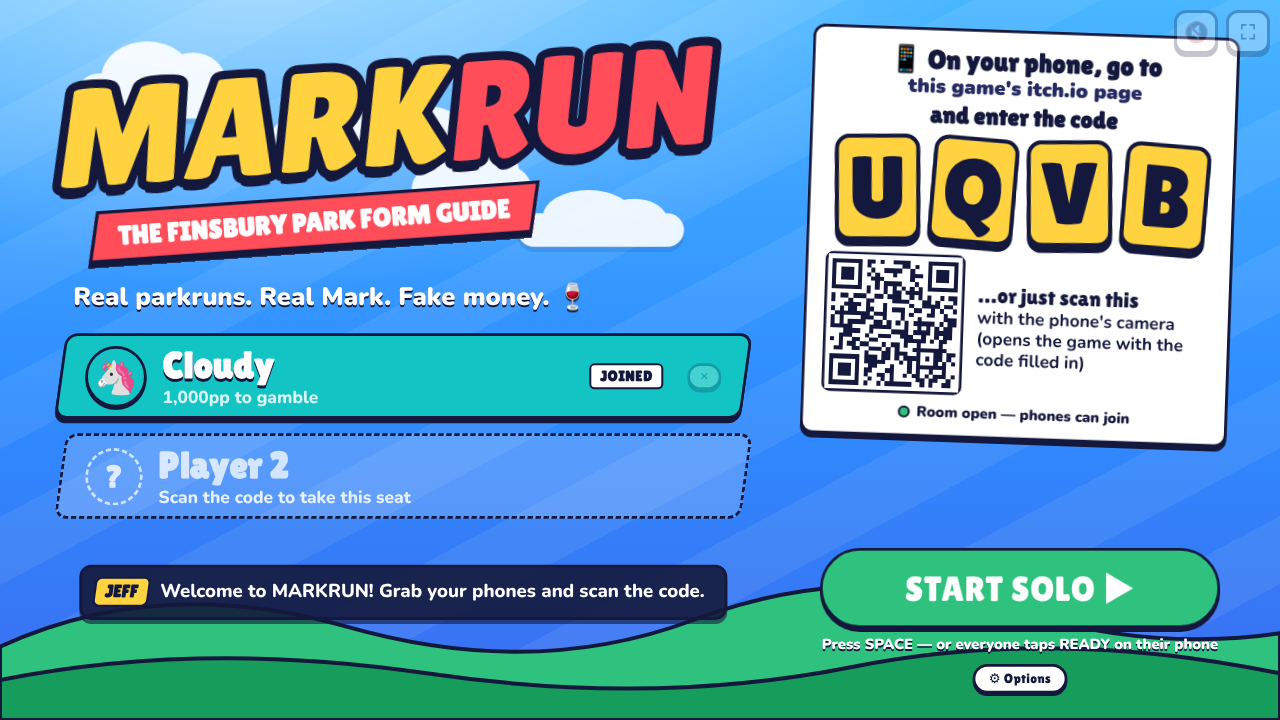 MARKRUN
THE FINSBURY PARK FORM GUIDE
Real parkruns. Real Mark. Fake money.
Cloudy
1,000pp to gamble
JOINED
×
?
Player 2
Scan the code to take this seat
JEFF
Welcome to MARKRUN! Grab your phones and scan the code.
On your phone, go to
this game's itch.io page
and enter the code
UQVB
...or just scan this
with the phone's camera
(opens the game with the
code filled in)
Room open — phones can join
START SOLO ▶
Press SPACE — or everyone taps READY on their phone
⚙ Options